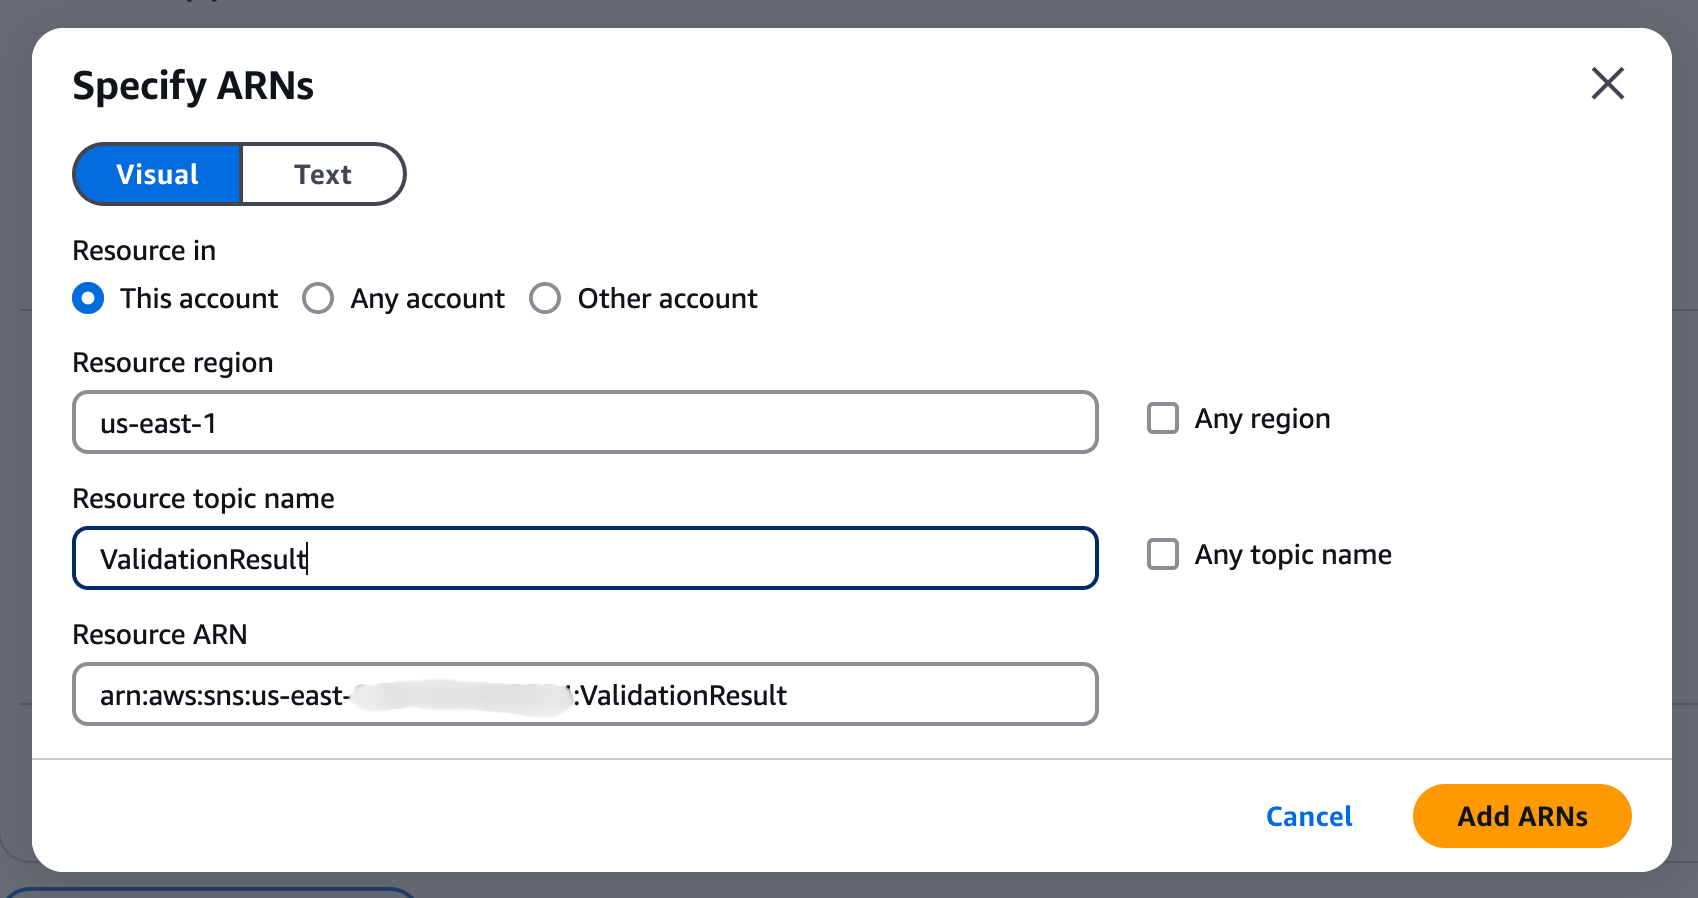 Specify ARNs
Visual Text
Resource in
This account Any account Other account
Resource region
us-east-1 Any region
Resource topic name
ValidationResult Any topic name
Resource ARN
arn:aws:sns:us-east- :ValidationResult
Cancel Add ARNs